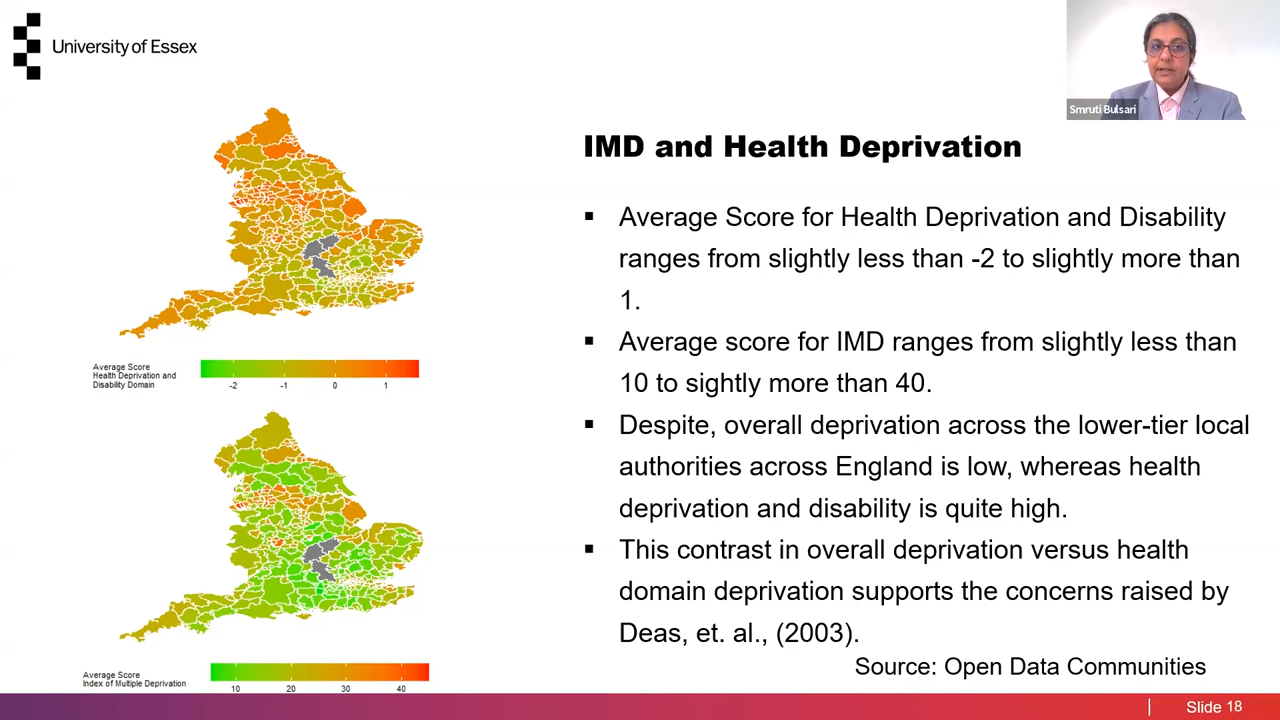 University of Essex
Smruti Bulsari
IMD and Health Deprivation
▪ Average Score for Health Deprivation and Disability
ranges from slightly less than -2 to slightly more than
1.
▪ Average score for IMD ranges from slightly less than
10 to sightly more than 40.
▪ Despite, overall deprivation across the lower-tier local
authorities across England is low, whereas health
deprivation and disability is quite high.
▪ This contrast in overall deprivation versus health
domain deprivation supports the concerns raised by
Deas, et. al., (2003).
Source: Open Data Communities
Average Score
Health Deprivation and
Disability Domain
-2 -1 0 1
Average Score
Index of Multiple Deprivation
10 20 30 40
| Slide 18